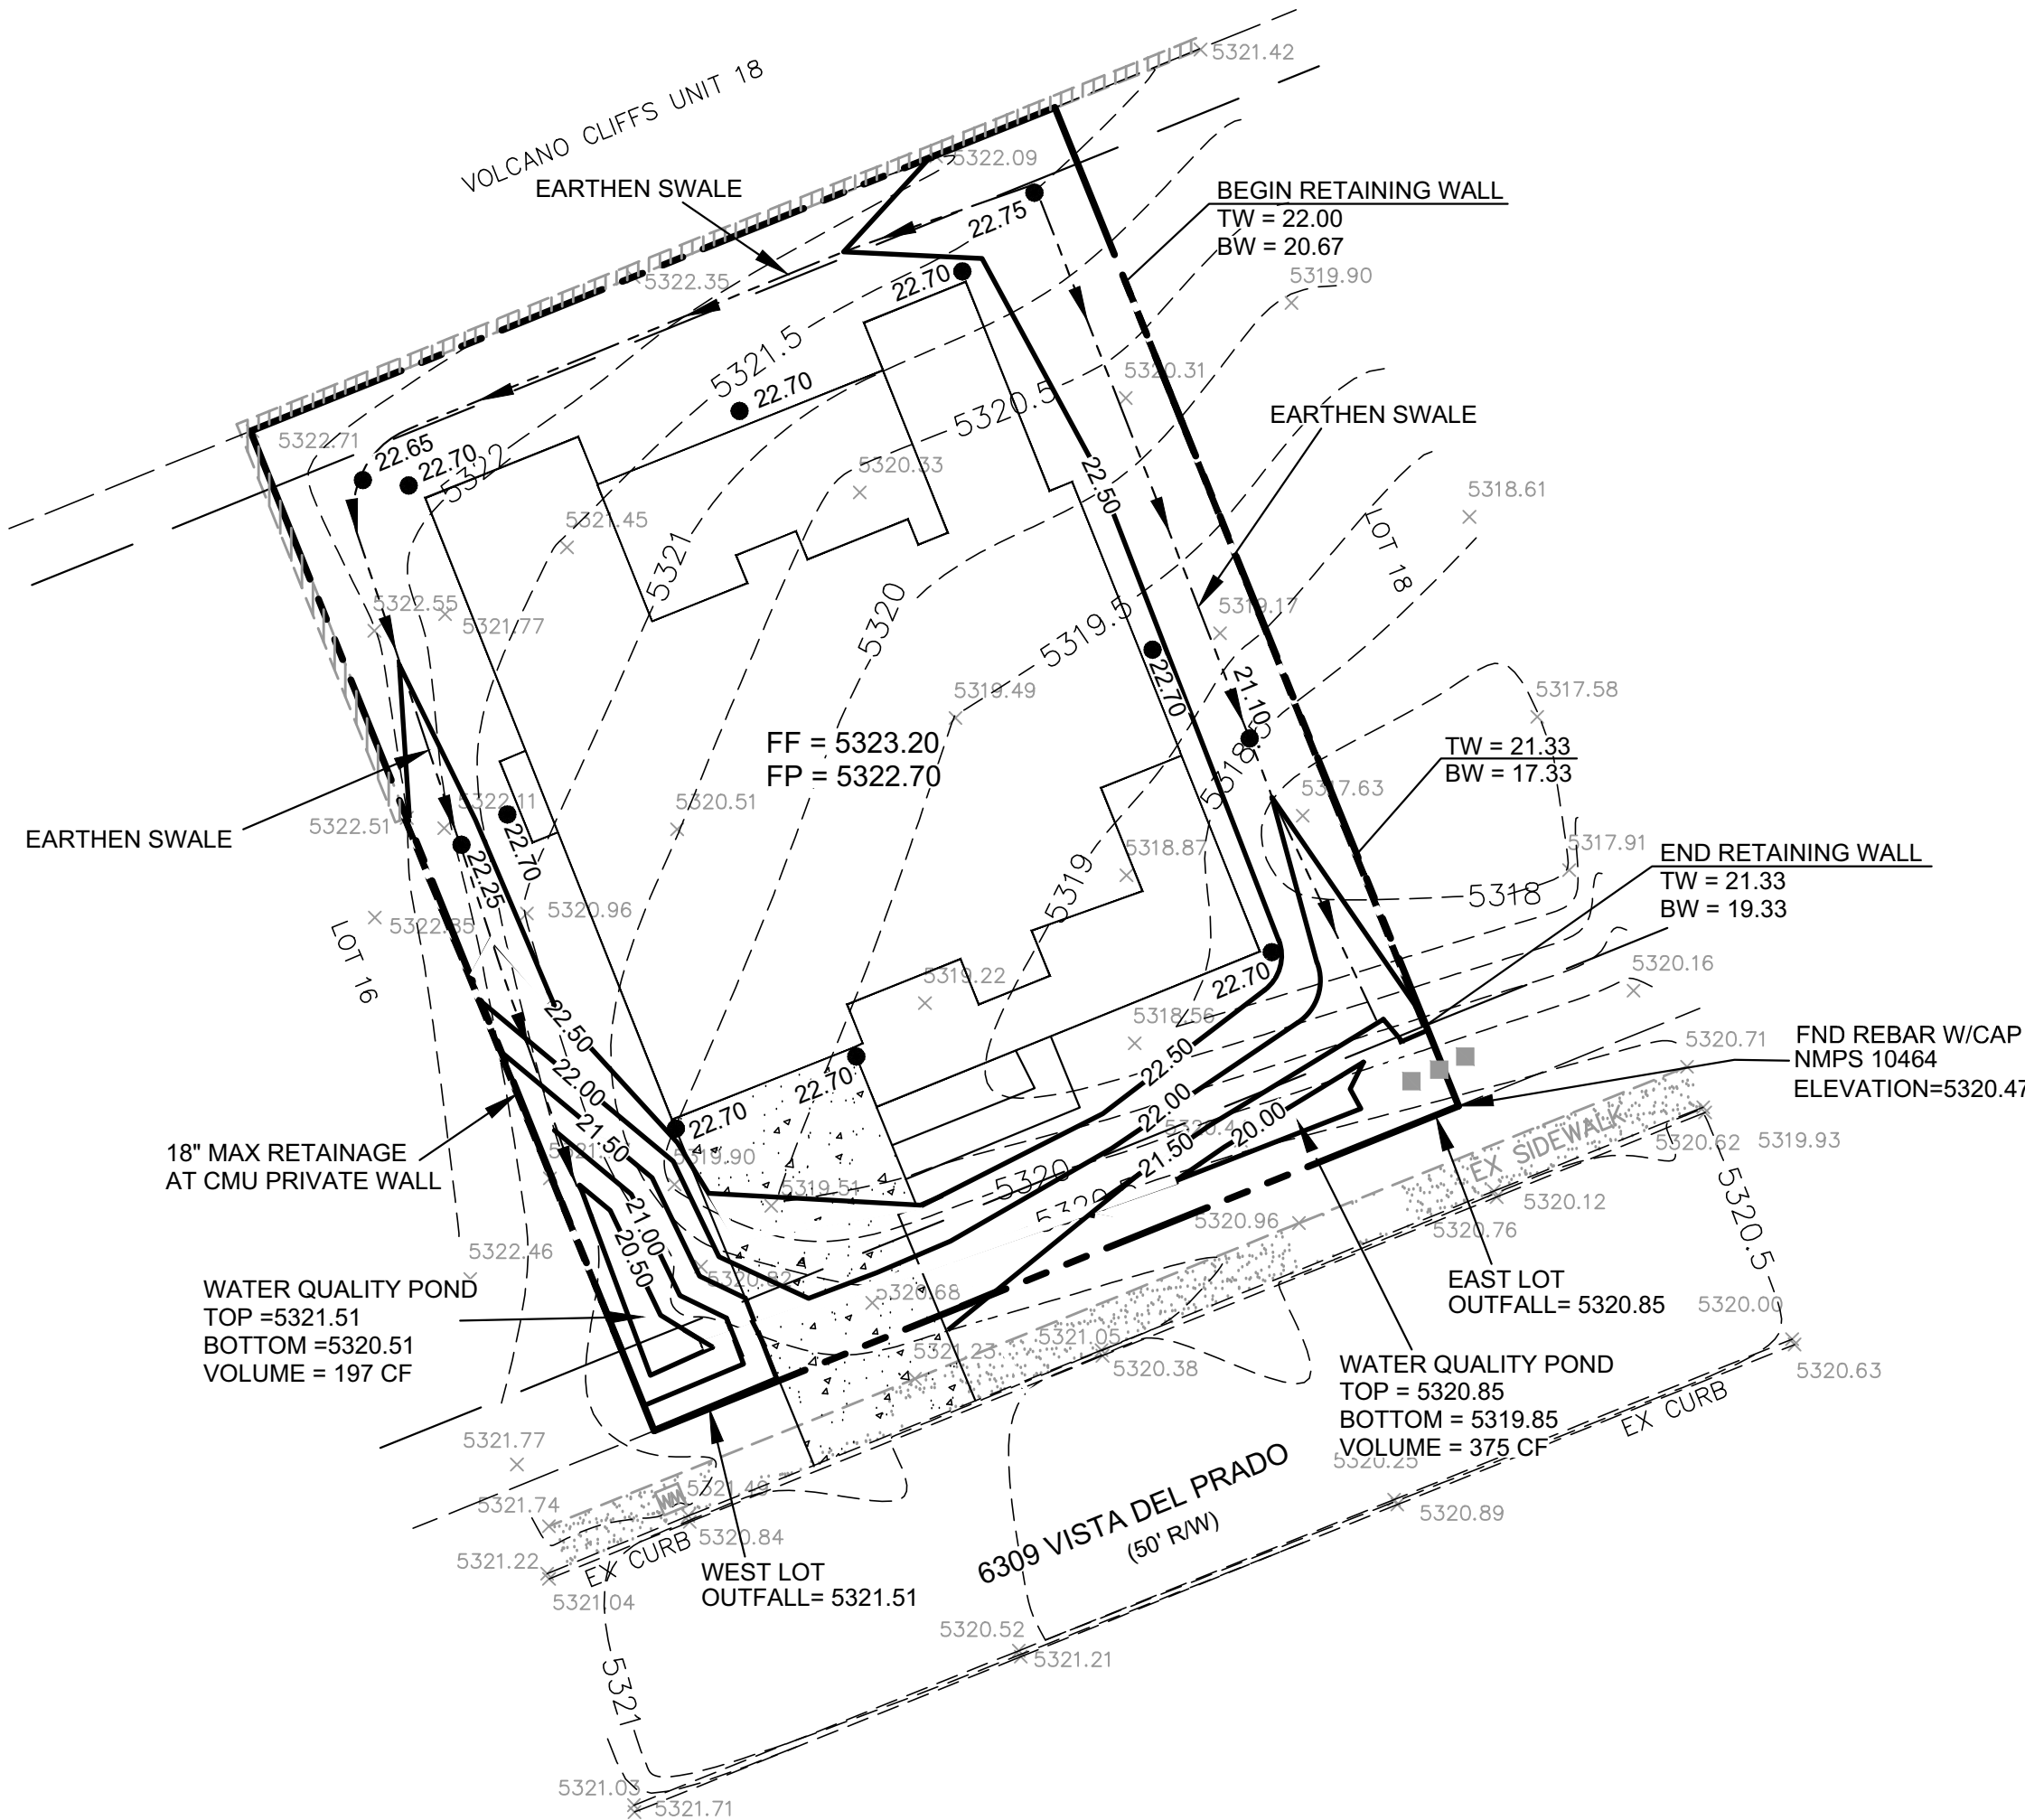 5321.42
VOLCANO CLIFFS UNIT 18
5322.09
EARTHEN SWALE
22.75
BEGIN RETAINING WALL
TW = 22.00
BW = 20.67
5322.35
22.70
5319.90
5321.5
22.70
5320.31
5320.5
EARTHEN SWALE
5322.71
22.65
22.70
5322
5320.33
22.50
5318.61
5321.45
LOT 18
5321
5322.55
5321.77
5320
5319.5
5319.17
22.70
21.10
5319.49
5317.58
FF = 5323.20
FP = 5322.70
5318.5
TW = 21.33
BW = 17.33
5317.63
5322.11
5322.51
22.70
5320.51
EARTHEN SWALE
22.25
5318.87
5317.91
END RETAINING WALL
TW = 21.33
BW = 19.33
5319
5318
5320.96
LOT 16
5319.22
22.70
5320.16
5318.56
22.50
22.50
22.00
22.70
FND REBAR W/CAP
NMPS 10464
ELEVATION=5320.47
5320.71
22.00
21.50
22.70
20.00
EX SIDEWALK
5320.62
5319.93
18" MAX RETAINAGE
AT CMU PRIVATE WALL
5319.90
21.50
5320
5319.51
5320.12
5320.96
5320.76
5320.5
21.00
20.50
5322.46
WATER QUALITY POND
TOP =5321.51
BOTTOM =5320.51
VOLUME = 197 CF
5320.68
EAST LOT
OUTFALL= 5320.85
5320.00
5321.05
5321.23
5320.38
5320.63
WATER QUALITY POND
TOP = 5320.85
BOTTOM = 5319.85
VOLUME = 375 CF
EX CURB
5320.25
5321.77
5321.49
WM
5321.74
5320.84
5320.89
6309 VISTA DEL PRADO
(50' R/W)
5321.22
EX CURB
5321.04
WEST LOT
OUTFALL= 5321.51
5320.52
5321.21
5321
5321.03
5321.71